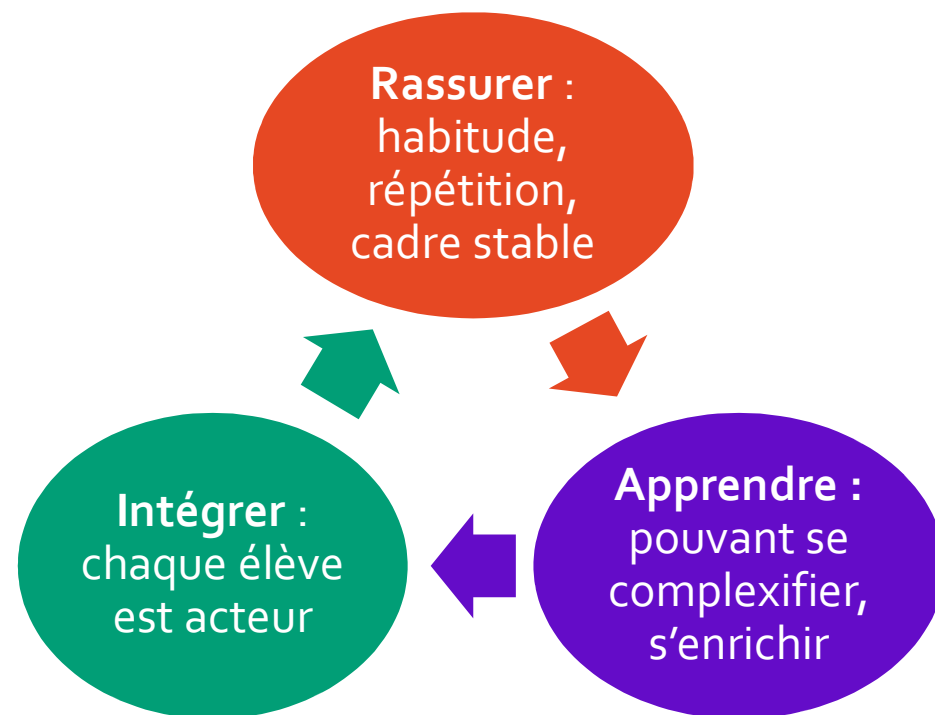 Rassurer :
habitude,
répétition,
cadre stable
Intégrer :
chaque élève
est acteur
Apprendre :
pouvant se
complexifier,
s’enrichir